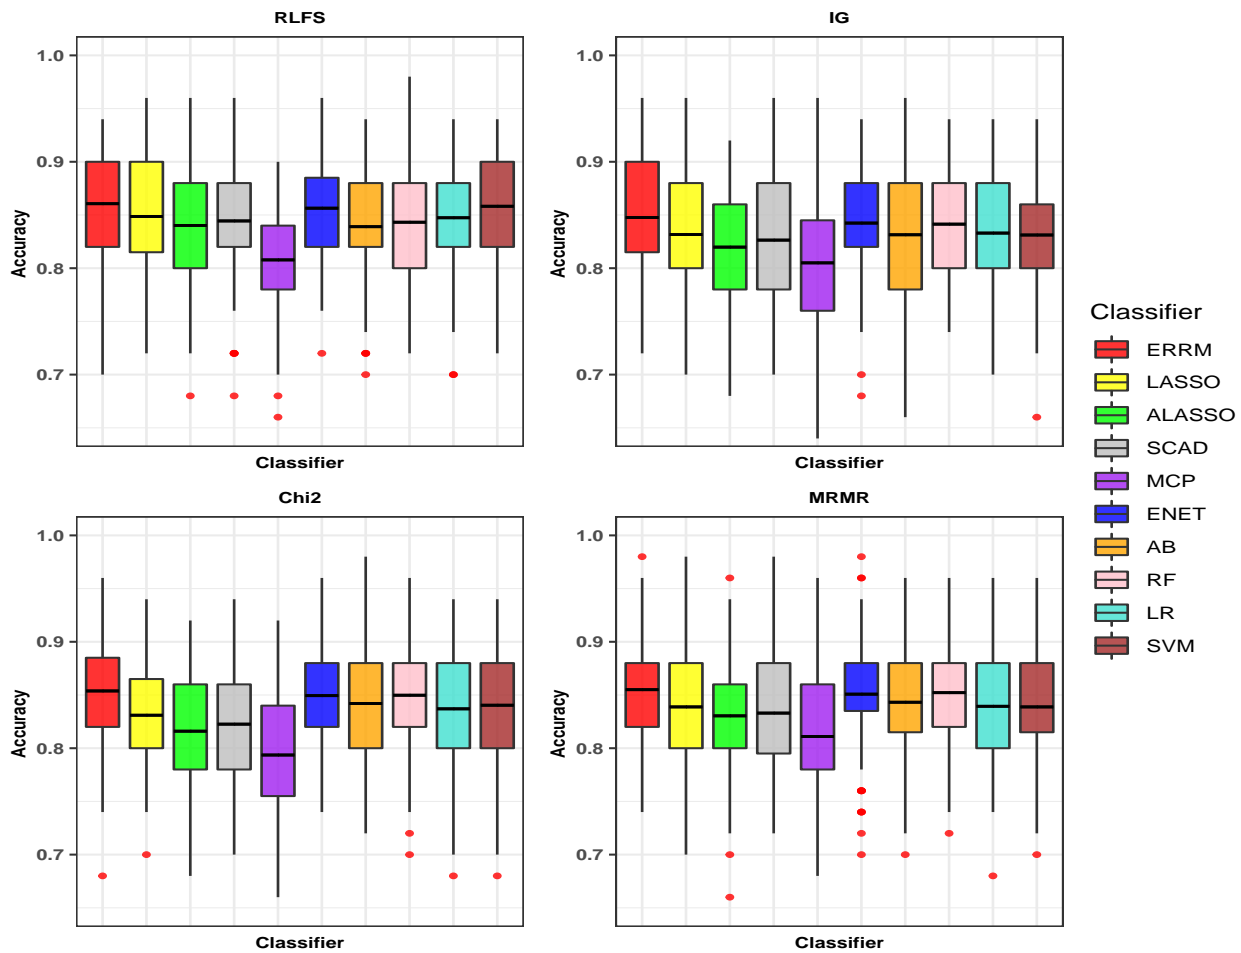 RLFS
1.0
0.9
0.8
0.7
Accuracy
Classifier
IG
1.0
0.9
0.8
0.7
Accuracy
Classifier
Chi2
1.0
0.9
0.8
0.7
Accuracy
Classifier
MRMR
1.0
0.9
0.8
0.7
Accuracy
Classifier
Classifier
ERRM
LASSO
ALASSO
SCAD
MCP
ENET
AB
RF
LR
SVM